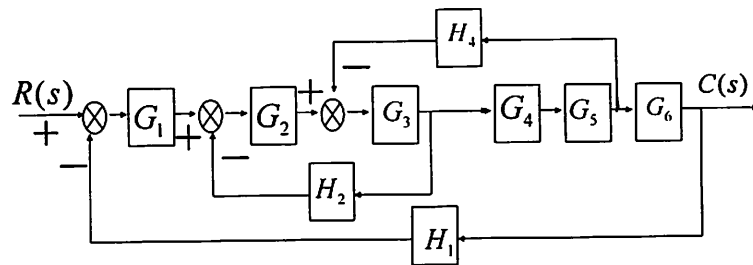 H₄
−
R(s) + G₁ + G₂ + G₃ G₄ G₅ G₆ C(s)
− −
H₂
H₁